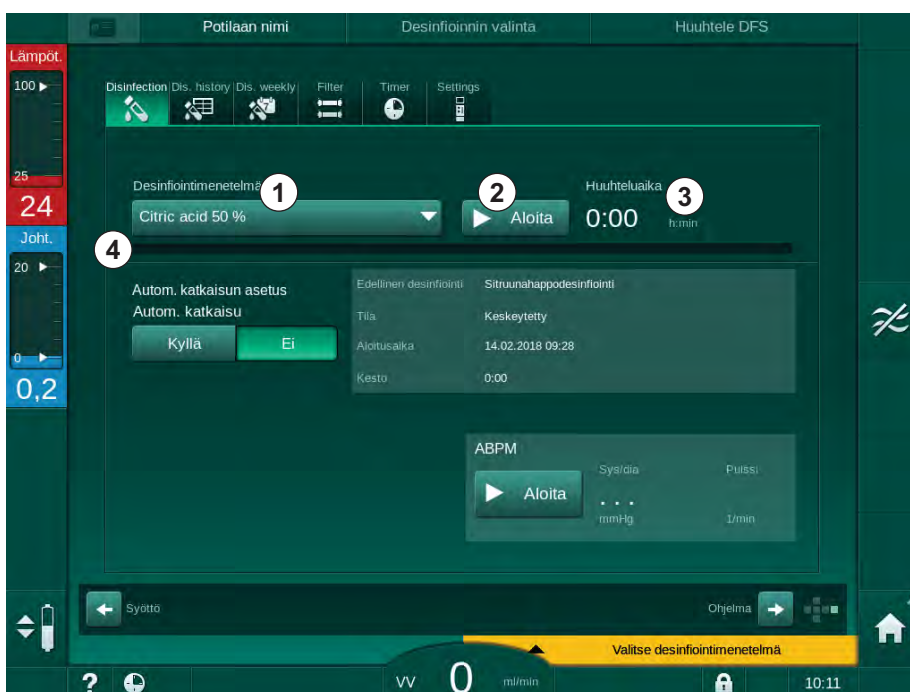 Potilaan nimi Desinfioinnin valinta Huuhtele DFS
Lämpöt.
100
25
24
Joht.
20
0
0,2
Disinfection Dis. history Dis. weekly Filter Timer Settings
7
Desinfiointimenetelmä 1 2 Huuhteluaika 3
Citric acid 50 % Aloita 0:00 h:min
4
Autom. katkaisun asetus
Autom. katkaisu
Kyllä Ei
Edellinen desinfiointi Sitruunahappodesinfiointi
Tila Keskeytetty
Aloitusaika 14.02.2018 09:28
Kesto 0:00
ABPM
Aloita
Sys/dia Pulssi
. . .
mmHg 1/min
Syöttö Ohjelma
Valitse desinfiointimenetelmä
? VV 0 ml/min 10:11